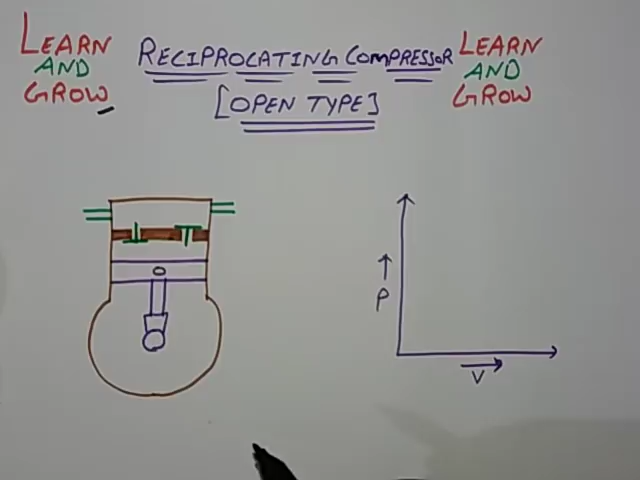 LEARN
AND
GROW
RECIPROCATING COMPRESSOR
[OPEN TYPE]
LEARN
AND
GROW
P
V